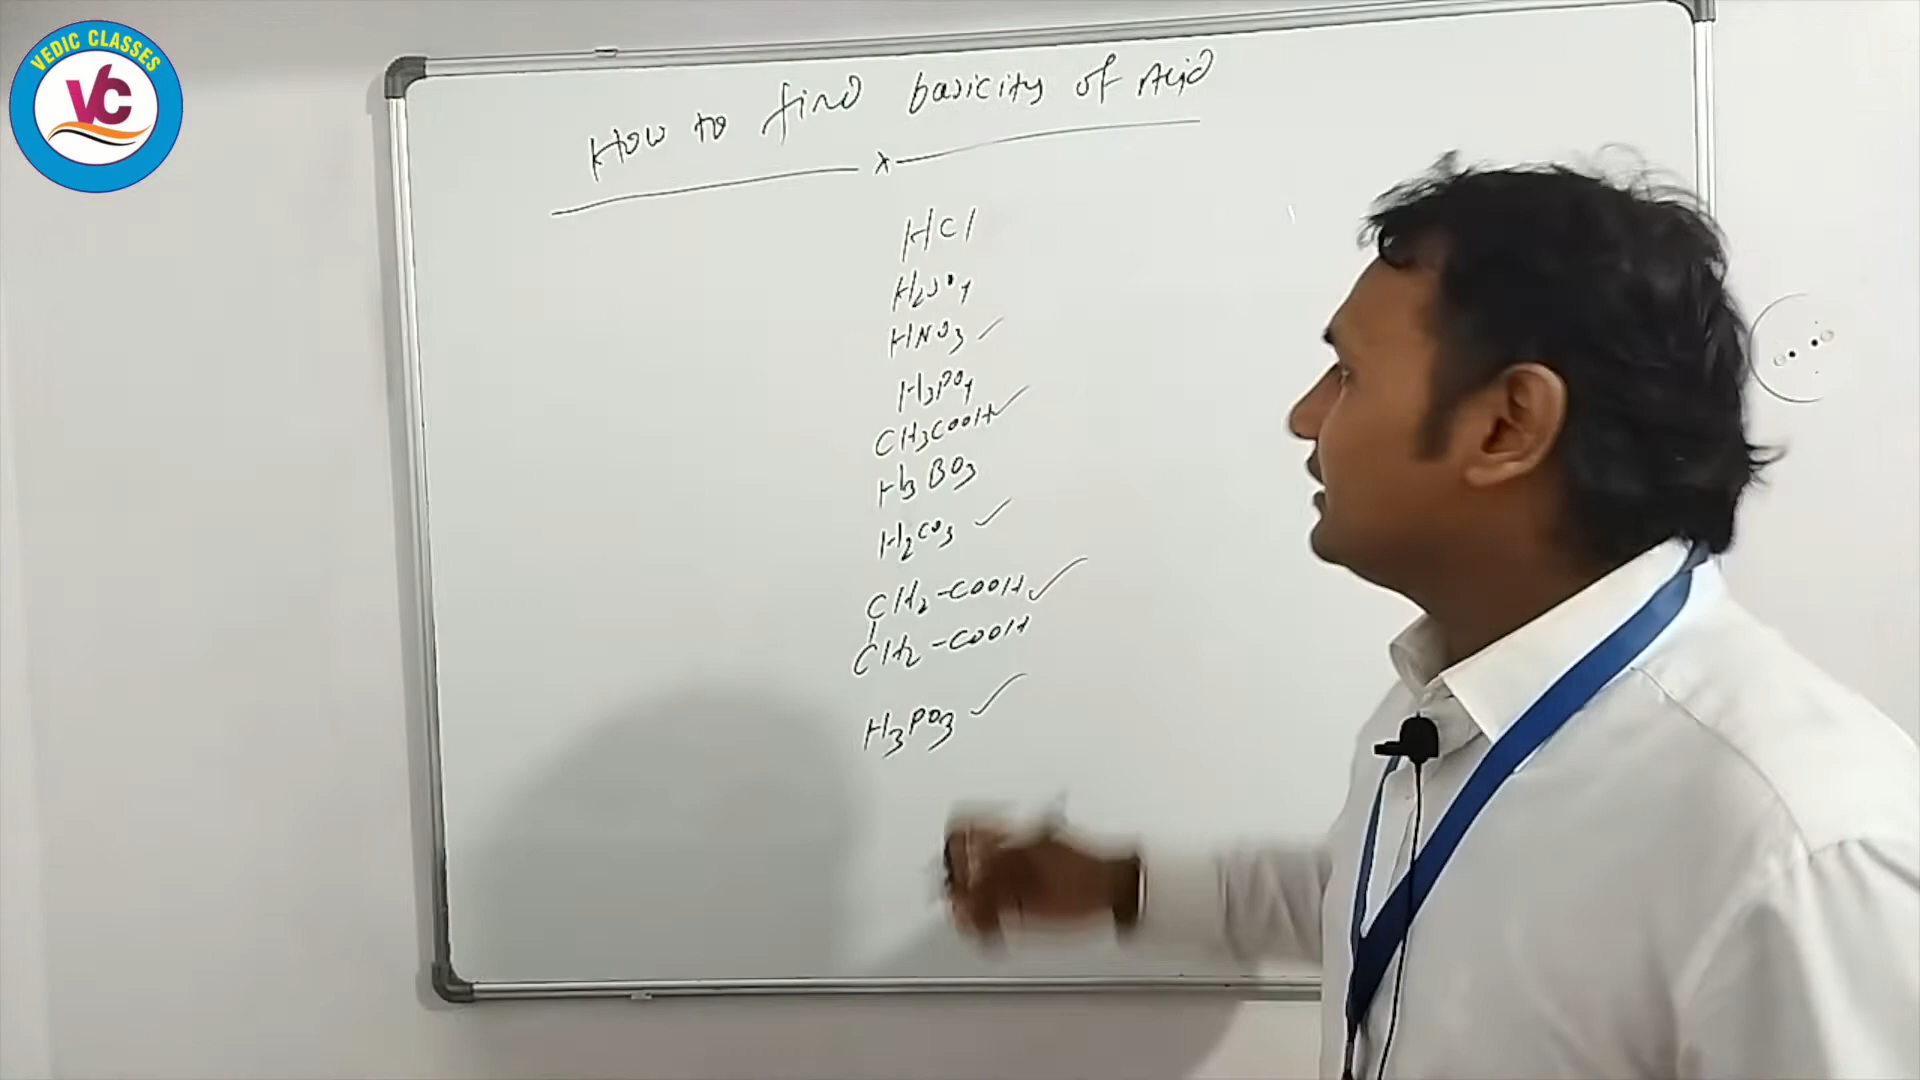 VEDIC CLASSES
VC
How to find basicity of Acid
x
HCl
H₂SO₄
HNO₃ ✓
H₃PO₄
CH₃COOH ✓
H₃BO₃
H₂CO₃ ✓
CH₂-COOH ✓
|
CH₂-COOH
H₃PO₃ ✓